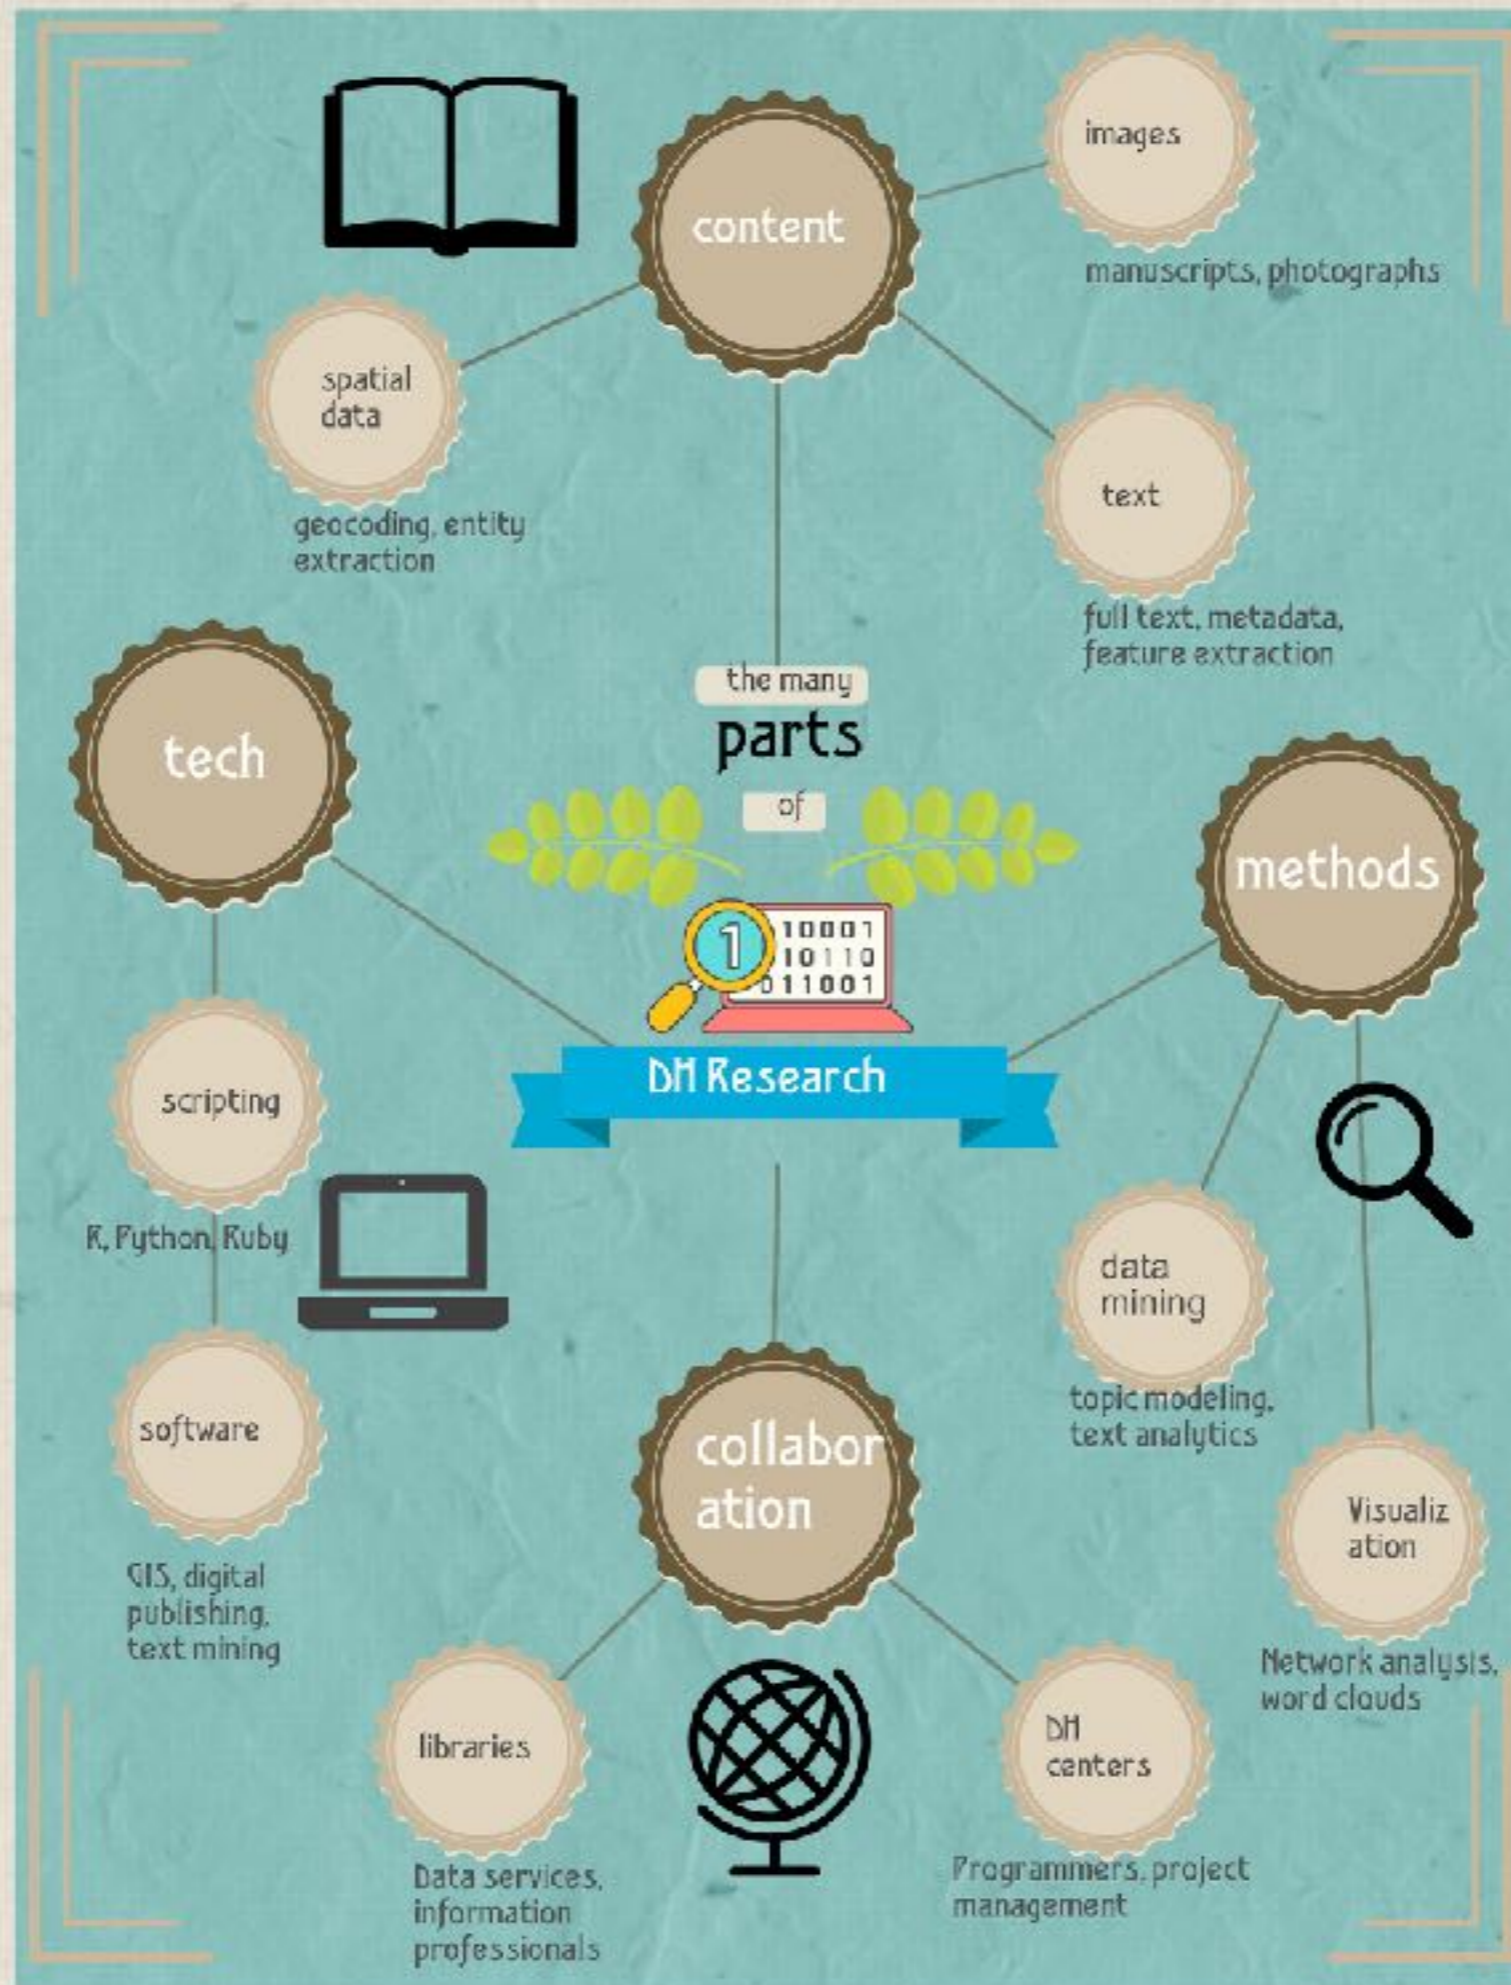 content
images
manuscripts, photographs
spatial
data
geocoding, entity
extraction
text
full text, metadata,
feature extraction
the many
parts
of
tech
methods
1
10001
10110
011001
DH Research
scripting
R, Python, Ruby
software
GIS, digital
publishing,
text mining
data
mining
topic modeling,
text analytics
Visualiz
ation
Network analysis,
word clouds
collabor
ation
libraries
Data services,
information
professionals
DH
centers
Programmers, project
management